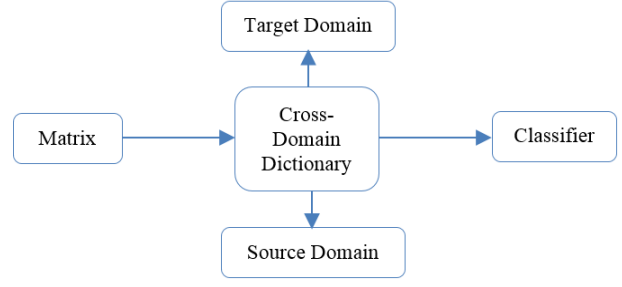 Target Domain
Matrix
Cross-
Domain
Dictionary
Classifier
Source Domain